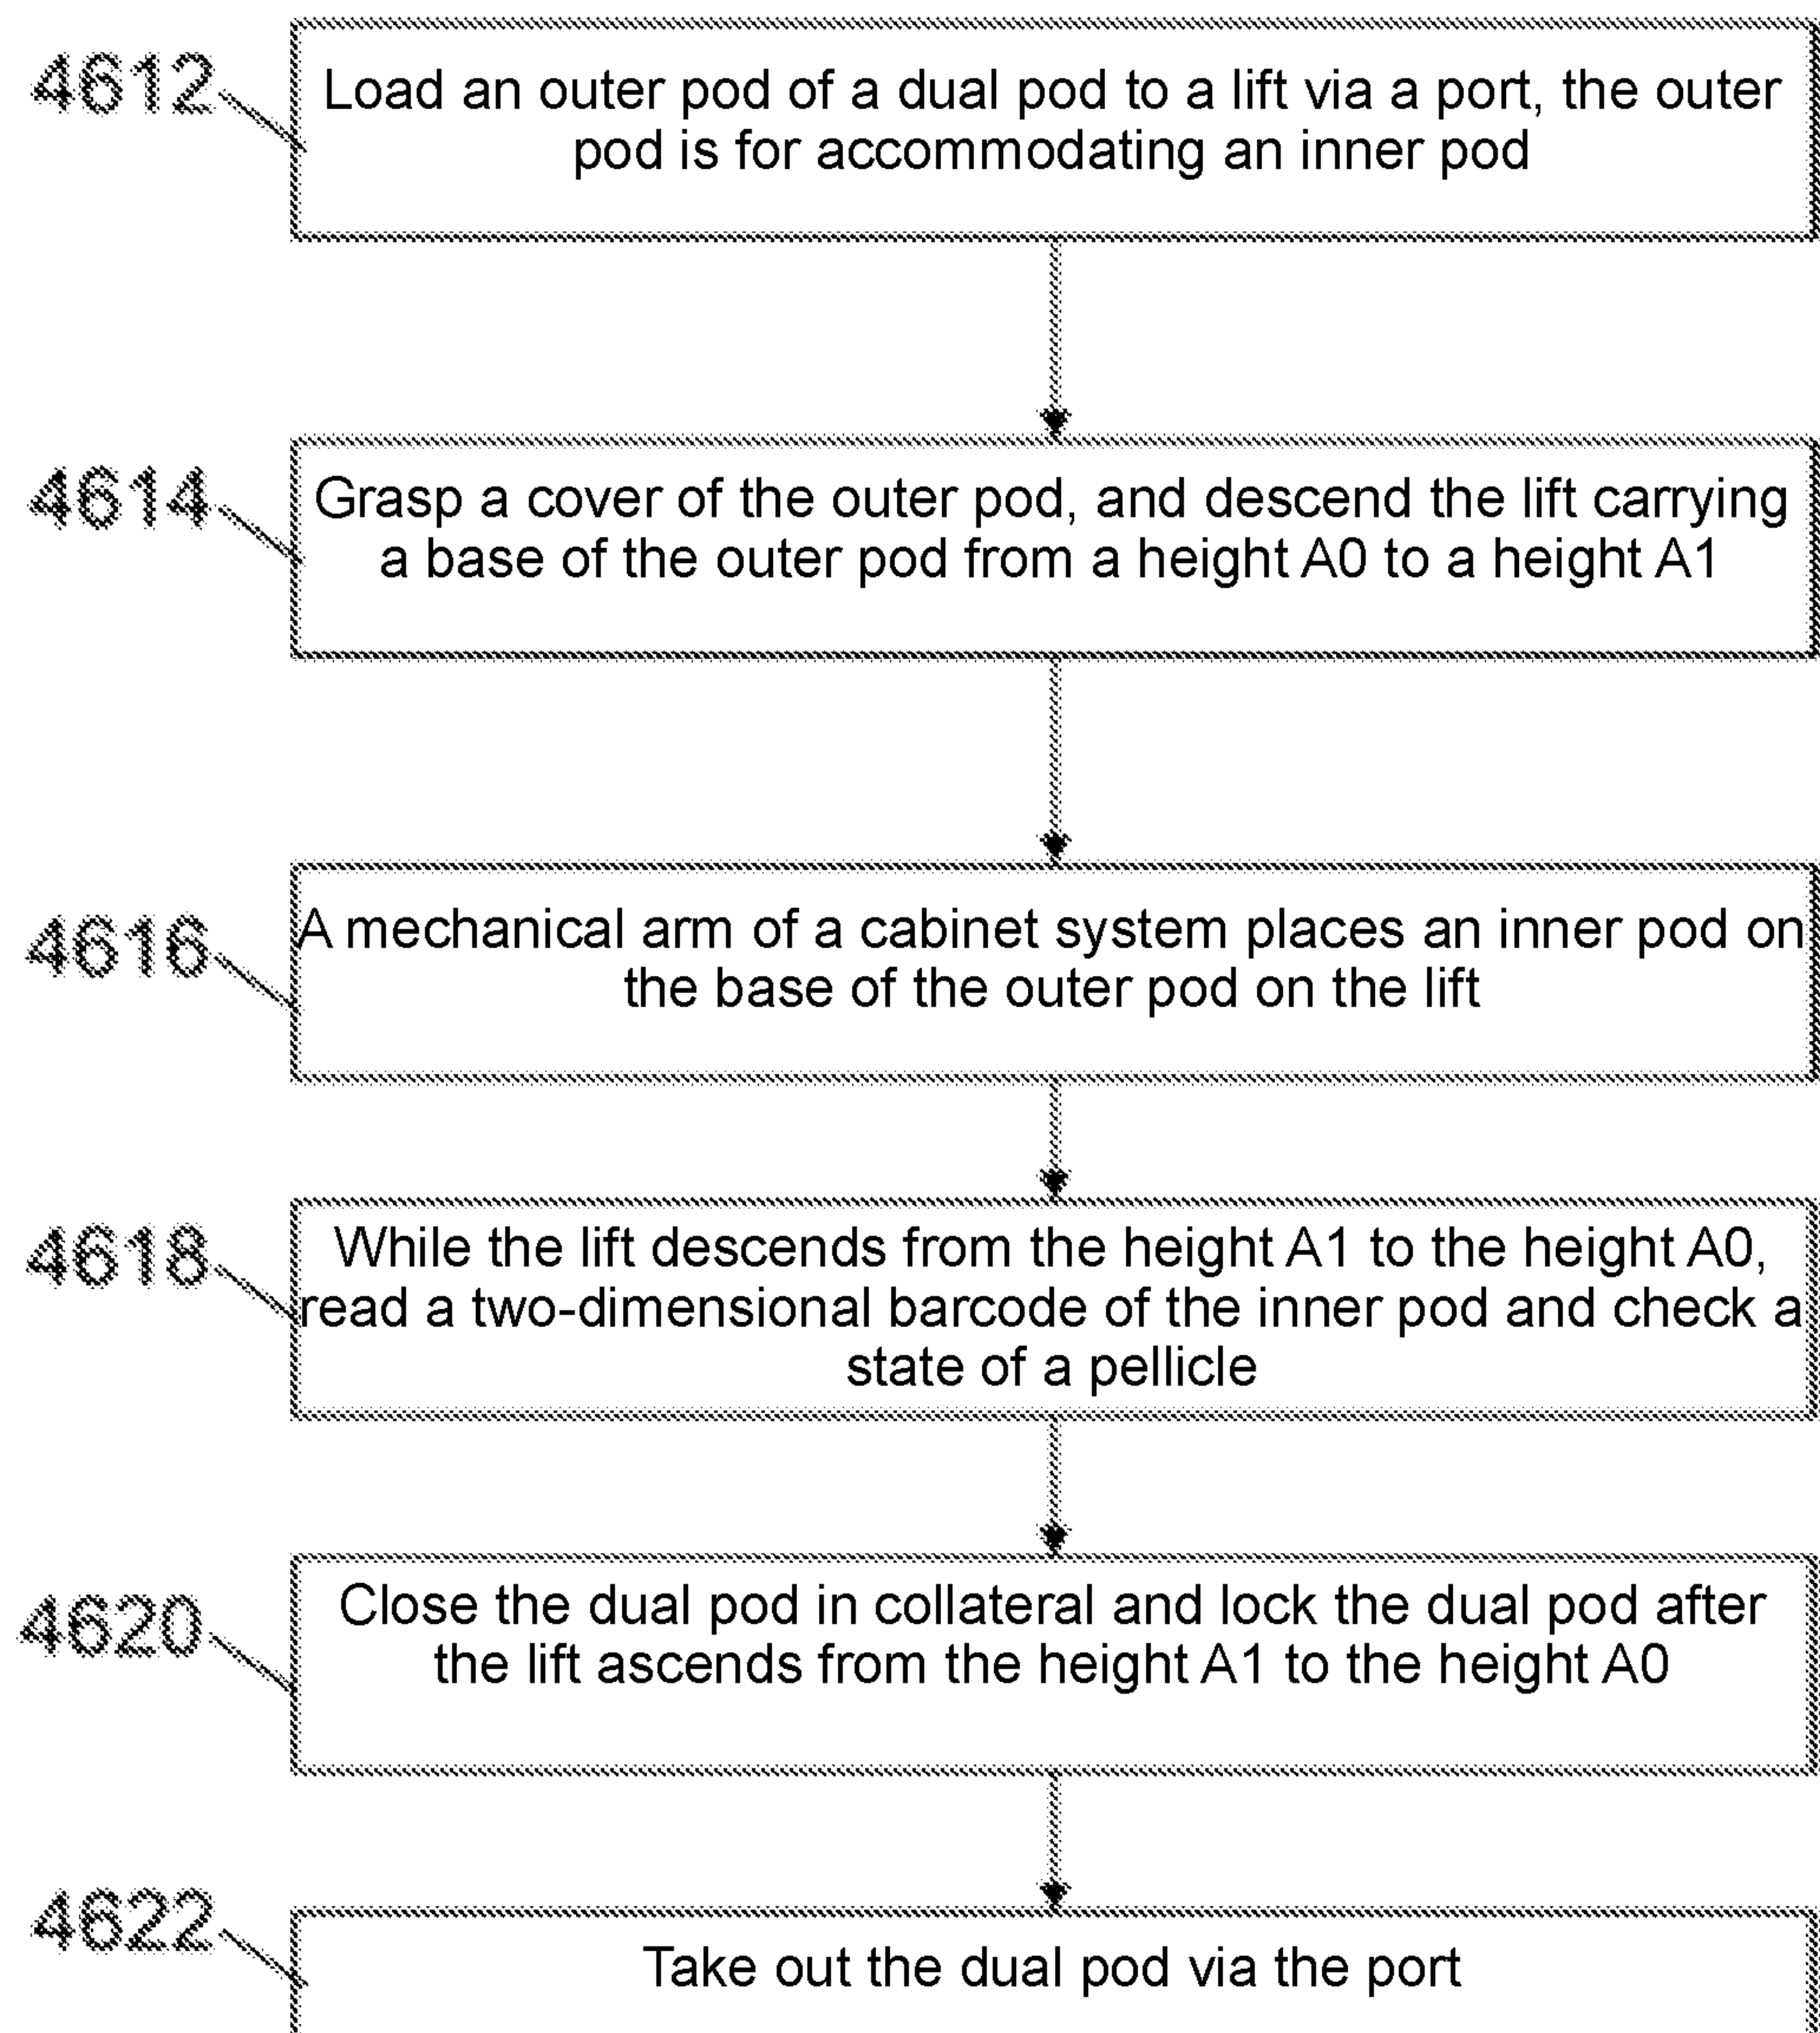 4612
Load an outer pod of a dual pod to a lift via a port, the outer
pod is for accommodating an inner pod
4614
Grasp a cover of the outer pod, and descend the lift carrying
a base of the outer pod from a height A0 to a height A1
4616
A mechanical arm of a cabinet system places an inner pod on
the base of the outer pod on the lift
4618
While the lift descends from the height A1 to the height A0,
read a two-dimensional barcode of the inner pod and check a
state of a pellicle
4620
Close the dual pod in collateral and lock the dual pod after
the lift ascends from the height A1 to the height A0
4622
Take out the dual pod via the port